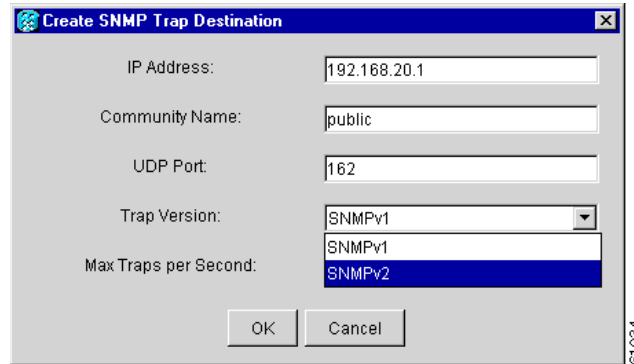 Create SNMP Trap Destination
IP Address: 192.168.20.1
Community Name: public
UDP Port: 162
Trap Version: SNMPv1
SNMPv1
Max Traps per Second: SNMPv2
OK Cancel